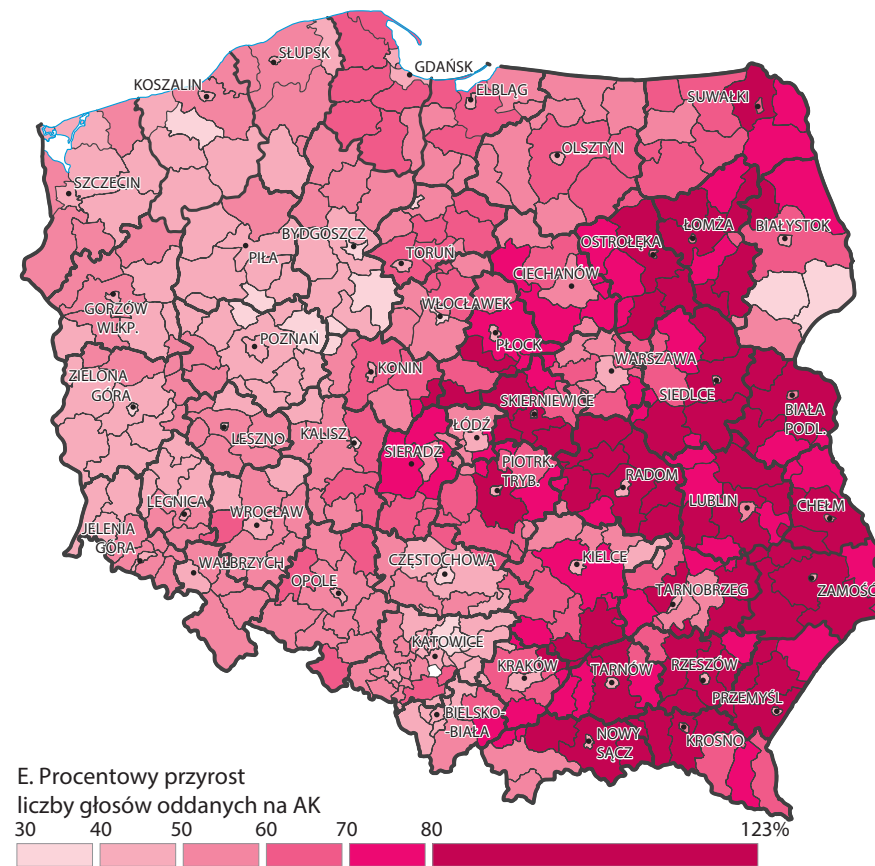 SŁUPSK
GDAŃSK
KOSZALIN
ELBLĄG
SUWAŁKI
OLSZTYN
SZCZECIN
BYDGOSZCZ
PIŁA
TORUŃ
OSTROŁĘKA
ŁOMŻA
BIAŁYSTOK
CIECHANÓW
GORZÓW
WLKP.
WŁOCŁAWEK
POZNAŃ
PŁOCK
WARSZAWA
ZIELONA
GÓRA
KONIN
SKIERNIEWICE
SIEDLCE
BIAŁA
PODL.
LESZNO
KALISZ
ŁÓDŹ
SIERADZ
PIOTRK.
TRYB.
RADOM
LEGNICA
LUBLIN
CHEŁM
JELENIA
GÓRA
WROCŁAW
WAŁBRZYCH
CZĘSTOCHOWA
KIELCE
OPOLE
TARNOBRZEG
ZAMOŚĆ
KATOWICE
KRAKÓW
TARNÓW
RZESZÓW
PRZEMYŚL
BIELSKO-
BIAŁA
NOWY
SĄCZ
KROSNO
E. Procentowy przyrost
liczby głosów oddanych na AK
30 40 50 60 70 80 123%